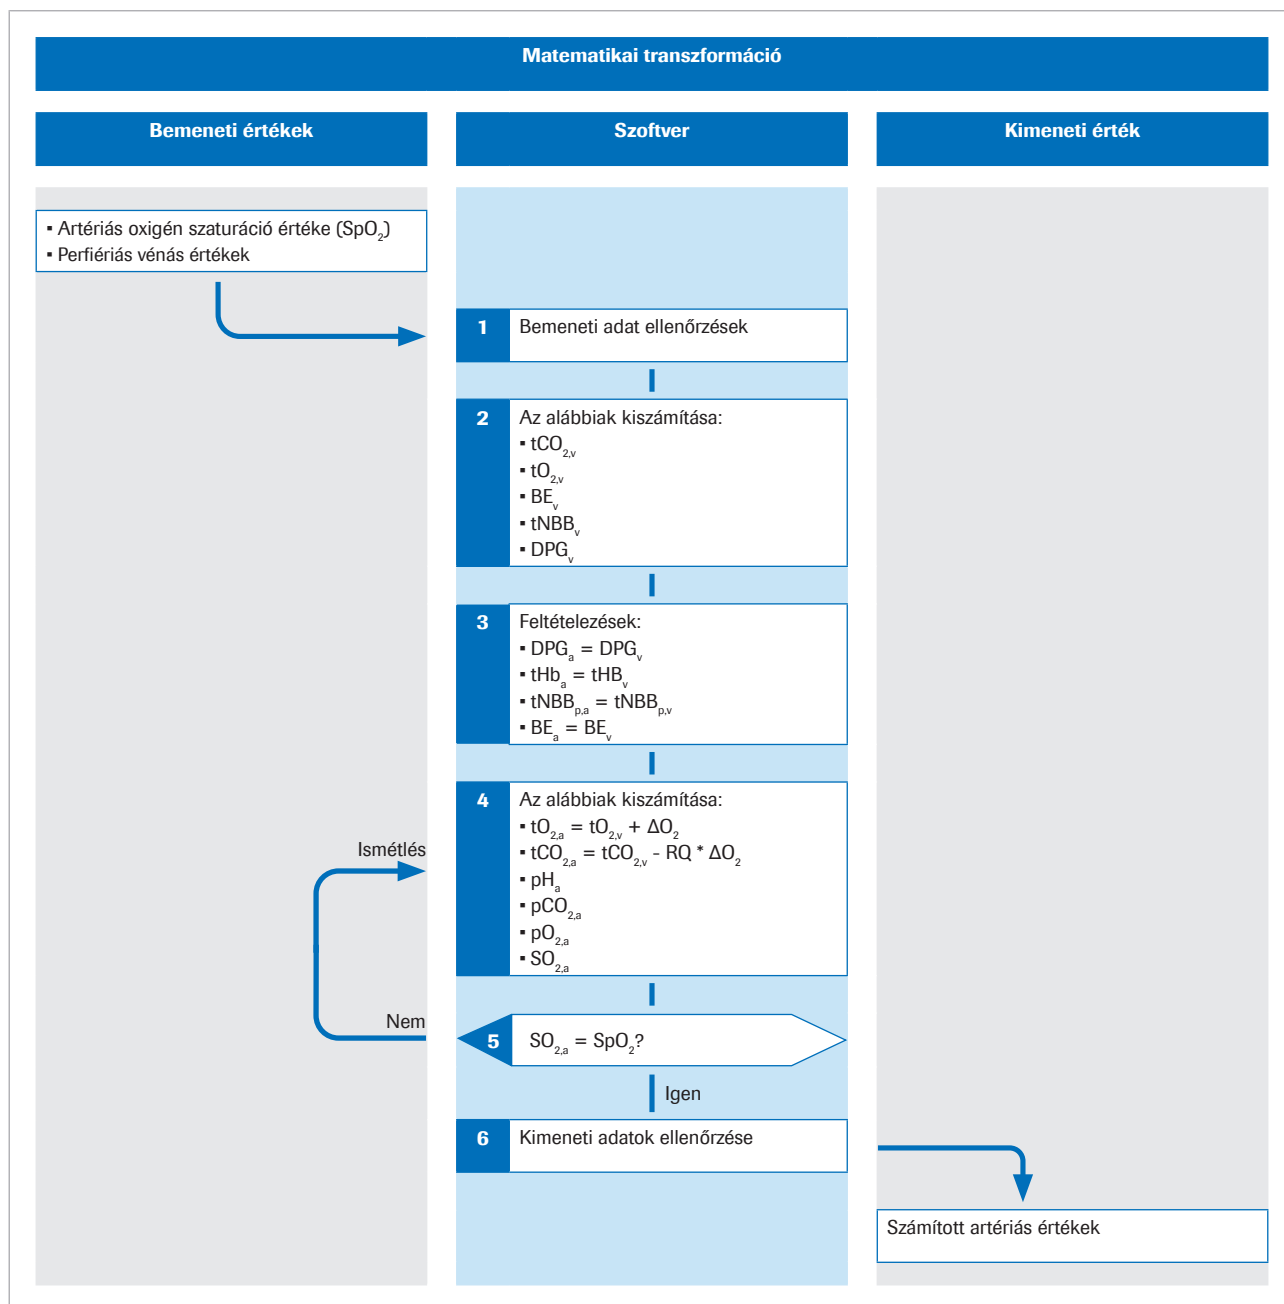 Matematikai transzformáció
Bemeneti értékek
Szoftver
Kimeneti érték
▪ Artériás oxigén szaturáció értéke (SpO₂)
▪ Perfiériás vénás értékek
1 Bemeneti adat ellenőrzések
2 Az alábbiak kiszámítása:
▪ tCO2,v
▪ tO2,v
▪ BEv
▪ tNBBv
▪ DPGv
3 Feltételezések:
▪ DPGa = DPGv
▪ tHba = tHBv
▪ tNBBp,a = tNBBp,v
▪ BEa = BEv
4 Az alábbiak kiszámítása:
▪ tO2,a = tO2,v + ΔO2
▪ tCO2,a = tCO2,v - RQ * ΔO2
▪ pHa
▪ pCO2,a
▪ pO2,a
▪ SO2,a
Ismétlés
Nem
5 SO2,a = SpO2?
Igen
6 Kimeneti adatok ellenőrzése
Számított artériás értékek